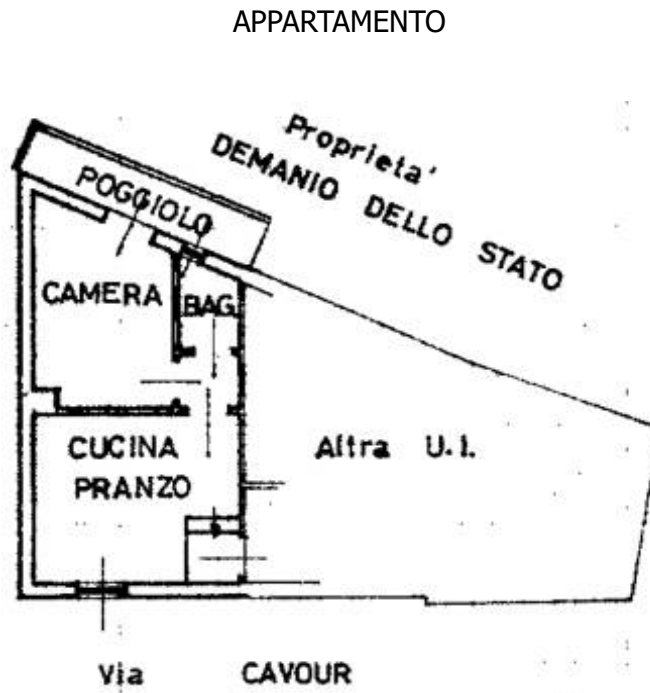 APPARTAMENTO
Proprieta'
DEMANIO DELLO STATO
POGGIOLO
CAMERA
BAG.
CUCINA
PRANZO
Altra U.I.
Via CAVOUR